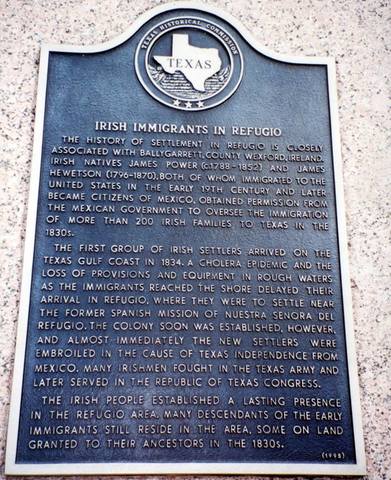 TEXAS HISTORICAL COMMISSION
TEXAS
IRISH IMMIGRANTS IN REFUGIO
THE HISTORY OF SETTLEMENT IN REFUGIO IS CLOSELY
ASSOCIATED WITH BALLYGARRETT, COUNTY WEXFORD, IRELAND.
IRISH NATIVES JAMES POWER (c.1788-1852) AND JAMES
HEWETSON (1796-1870), BOTH OF WHOM IMMIGRATED TO THE
UNITED STATES IN THE EARLY 19TH CENTURY AND LATER
BECAME CITIZENS OF MEXICO, OBTAINED PERMISSION FROM
THE MEXICAN GOVERNMENT TO OVERSEE THE IMMIGRATION
OF MORE THAN 200 IRISH FAMILIES TO TEXAS IN THE
1830s.
THE FIRST GROUP OF IRISH SETTLERS ARRIVED ON THE
TEXAS GULF COAST IN 1834. A CHOLERA EPIDEMIC AND THE
LOSS OF PROVISIONS AND EQUIPMENT IN ROUGH WATERS
AS THE IMMIGRANTS REACHED THE SHORE DELAYED THEIR
ARRIVAL IN REFUGIO, WHERE THEY WERE TO SETTLE NEAR
THE FORMER SPANISH MISSION OF NUESTRA SENORA DEL
REFUGIO. THE COLONY SOON WAS ESTABLISHED, HOWEVER,
AND ALMOST IMMEDIATELY THE NEW SETTLERS WERE
EMBROILED IN THE CAUSE OF TEXAS INDEPENDENCE FROM
MEXICO. MANY IRISHMEN FOUGHT IN THE TEXAS ARMY AND
LATER SERVED IN THE REPUBLIC OF TEXAS CONGRESS.
THE IRISH PEOPLE ESTABLISHED A LASTING PRESENCE
IN THE REFUGIO AREA. MANY DESCENDANTS OF THE EARLY
IMMIGRANTS STILL RESIDE IN THE AREA, SOME ON LAND
GRANTED TO THEIR ANCESTORS IN THE 1830s.
(1995)